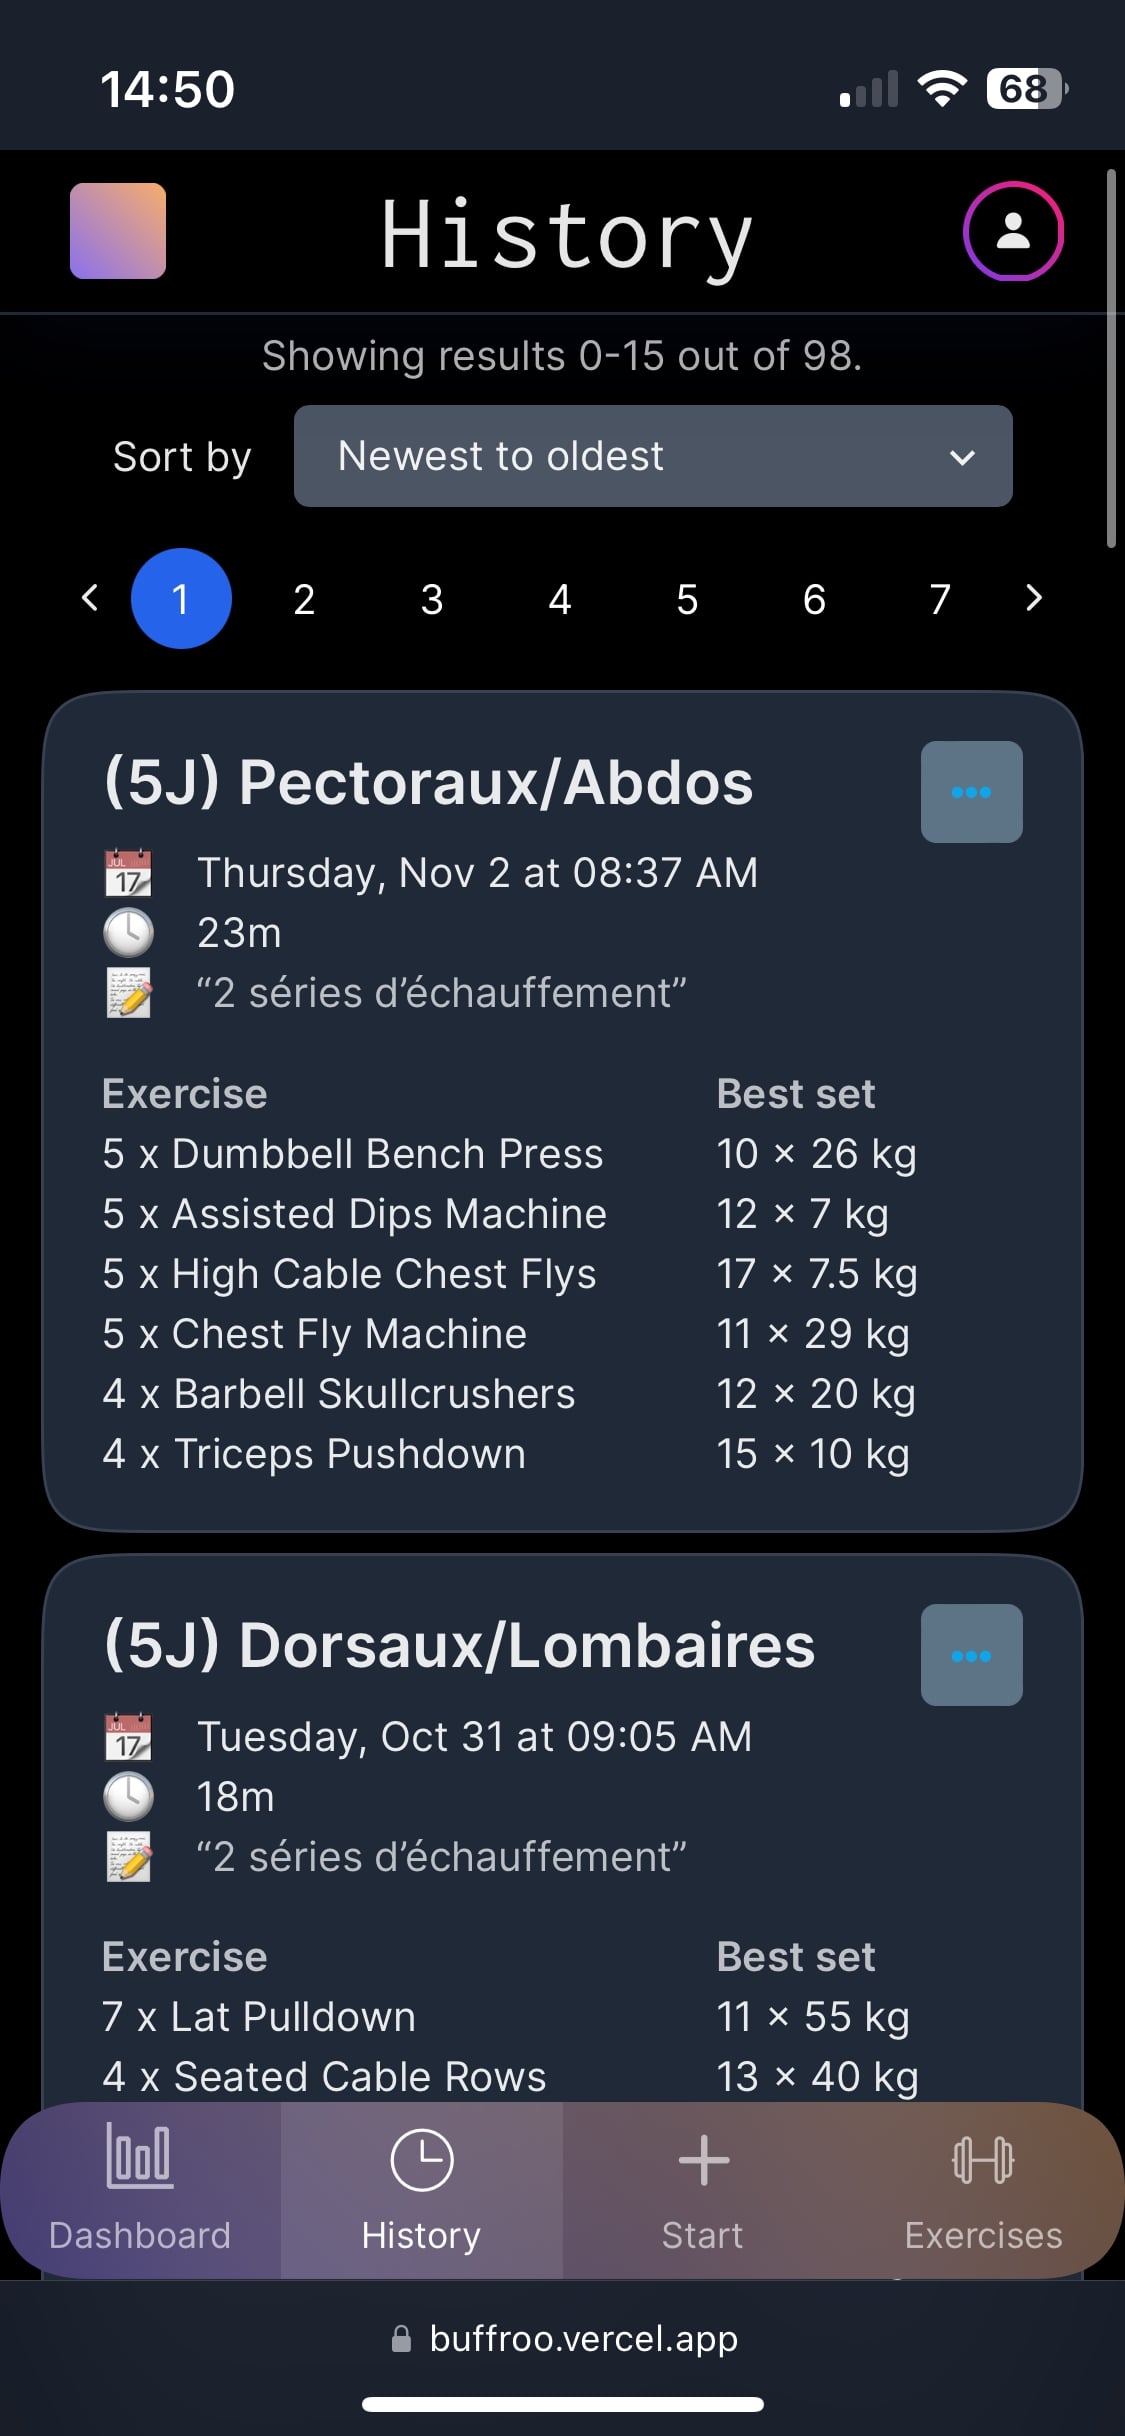 14:50
68
History
Showing results 0-15 out of 98.
Sort by
Newest to oldest
1 2 3 4 5 6 7
(5J) Pectoraux/Abdos
JUL 17 Thursday, Nov 2 at 08:37 AM
23m
“2 séries d’échauffement”
Exercise Best set
5 x Dumbbell Bench Press 10 × 26 kg
5 x Assisted Dips Machine 12 × 7 kg
5 x High Cable Chest Flys 17 × 7.5 kg
5 x Chest Fly Machine 11 × 29 kg
4 x Barbell Skullcrushers 12 × 20 kg
4 x Triceps Pushdown 15 × 10 kg
(5J) Dorsaux/Lombaires
JUL 17 Tuesday, Oct 31 at 09:05 AM
18m
“2 séries d’échauffement”
Exercise Best set
7 x Lat Pulldown 11 × 55 kg
4 x Seated Cable Rows 13 × 40 kg
Dashboard History Start Exercises
buffroo.vercel.app